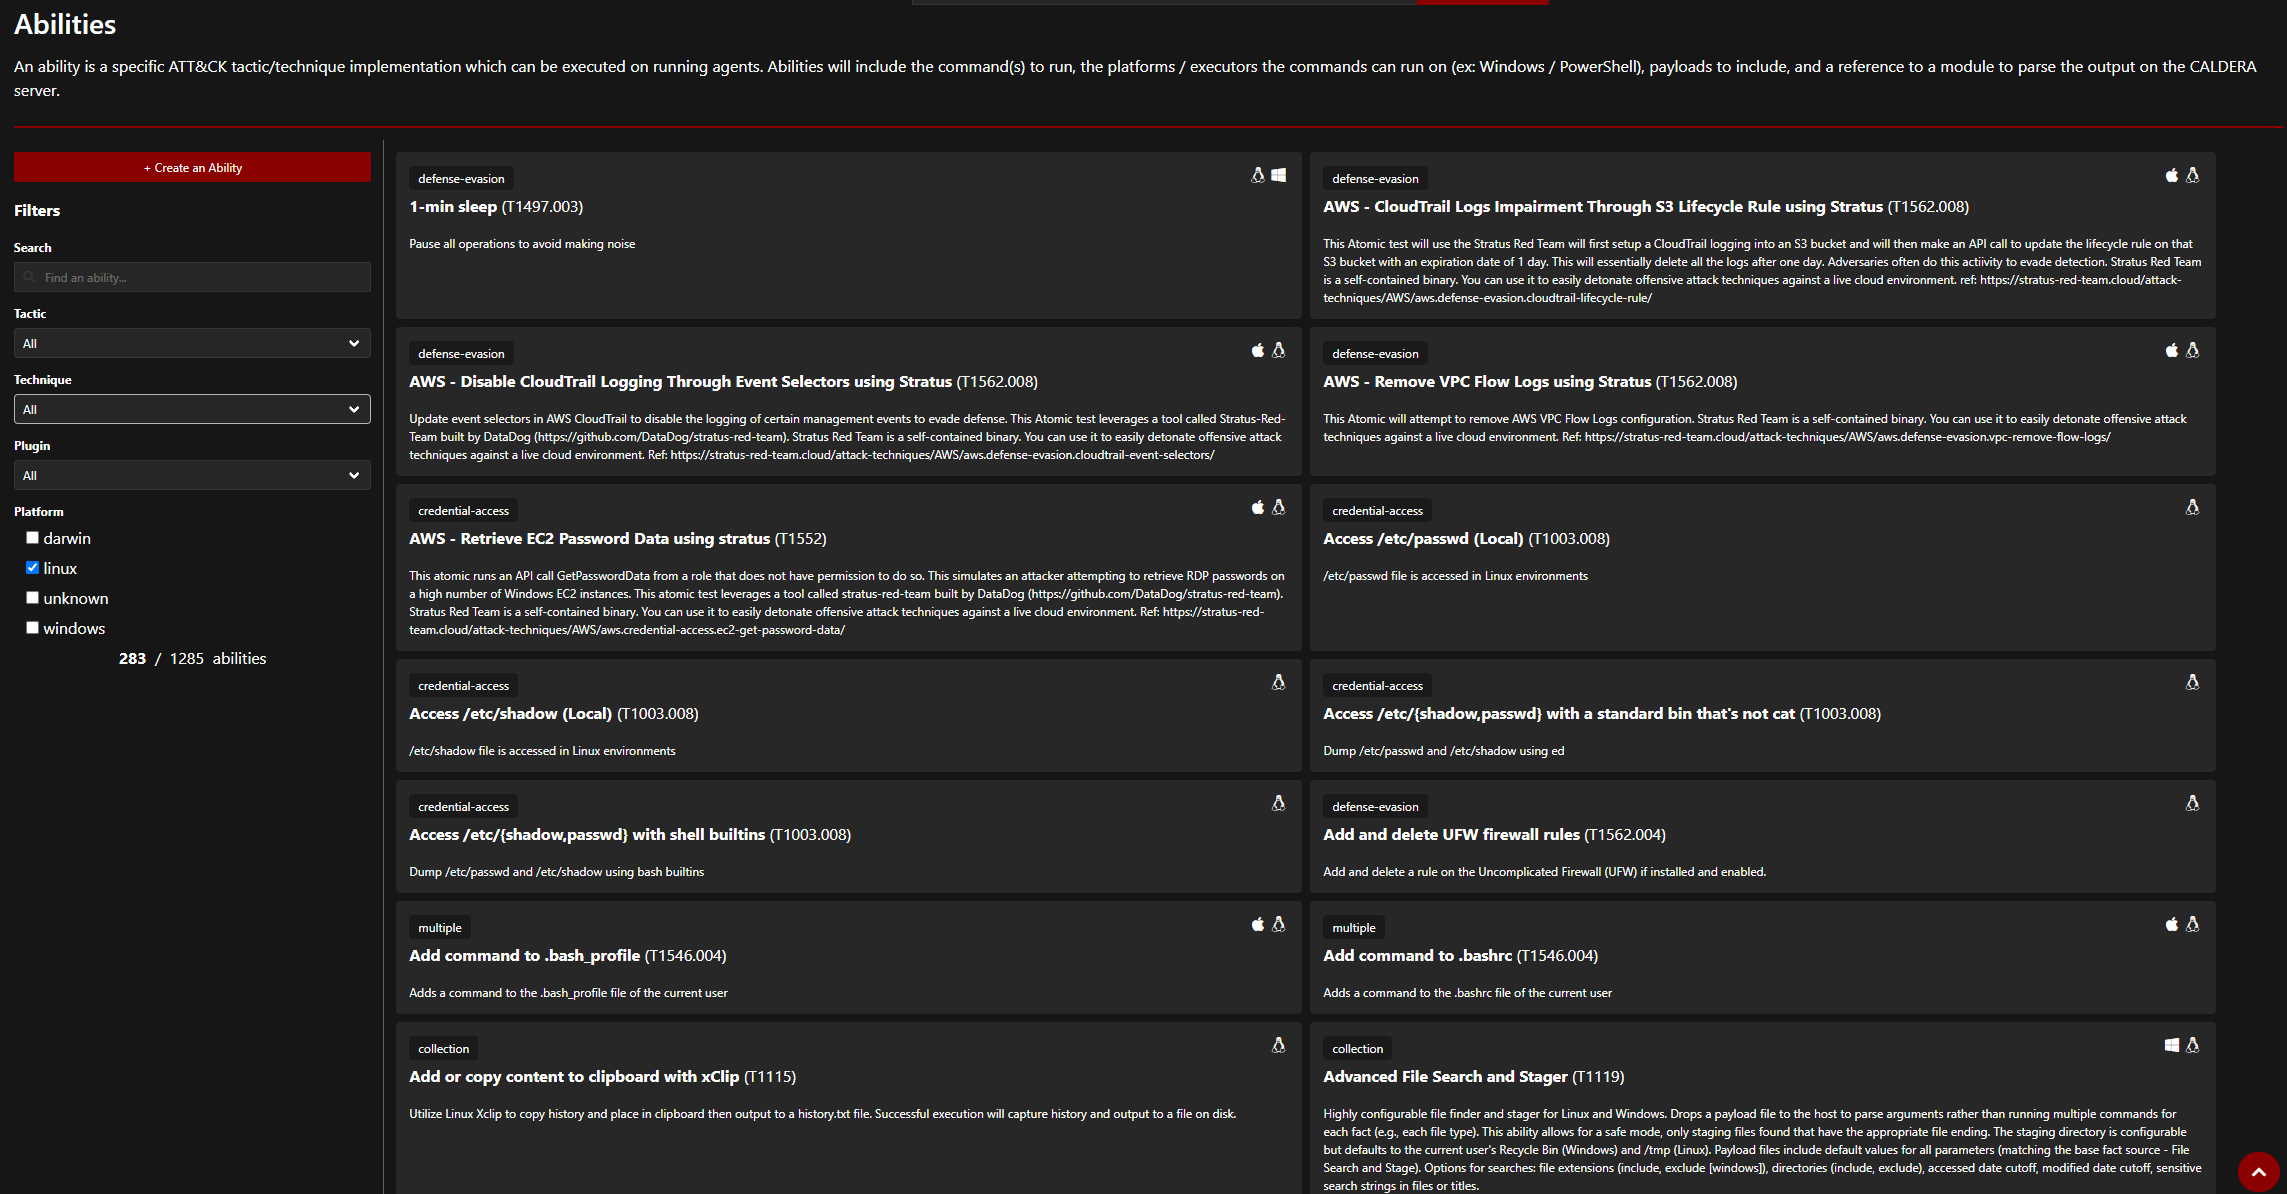 Abilities
An ability is a specific ATT&CK tactic/technique implementation which can be executed on running agents. Abilities will include the command(s) to run, the platforms / executors the commands can run on (ex: Windows / PowerShell), payloads to include, and a reference to a module to parse the output on the CALDERA
server.
+ Create an Ability
Filters
Search
Find an ability...
Tactic
All
Technique
All
Plugin
All
Platform
darwin
linux
unknown
windows
283 / 1285 abilities
defense-evasion
1-min sleep (T1497.003)
Pause all operations to avoid making noise
defense-evasion
AWS - CloudTrail Logs Impairment Through S3 Lifecycle Rule using Stratus (T1562.008)
This Atomic test will use the Stratus Red Team will first setup a CloudTrail logging into an S3 bucket and will then make an API call to update the lifecycle rule on that
S3 bucket with an expiration date of 1 day. This will essentially delete all the logs after one day. Adversaries often do this actiivity to evade detection. Stratus Red Team
is a self-contained binary. You can use it to easily detonate offensive attack techniques against a live cloud environment. ref: https://stratus-red-team.cloud/attack-
techniques/AWS/aws.defense-evasion.cloudtrail-lifecycle-rule/
defense-evasion
AWS - Disable CloudTrail Logging Through Event Selectors using Stratus (T1562.008)
Update event selectors in AWS CloudTrail to disable the logging of certain management events to evade defense. This Atomic test leverages a tool called Stratus-Red-
Team built by DataDog (https://github.com/DataDog/stratus-red-team). Stratus Red Team is a self-contained binary. You can use it to easily detonate offensive attack
techniques against a live cloud environment. Ref: https://stratus-red-team.cloud/attack-techniques/AWS/aws.defense-evasion.cloudtrail-event-selectors/
defense-evasion
AWS - Remove VPC Flow Logs using Stratus (T1562.008)
This Atomic will attempt to remove AWS VPC Flow Logs configuration. Stratus Red Team is a self-contained binary. You can use it to easily detonate offensive attack
techniques against a live cloud environment. Ref: https://stratus-red-team.cloud/attack-techniques/AWS/aws.defense-evasion.vpc-remove-flow-logs/
credential-access
AWS - Retrieve EC2 Password Data using stratus (T1552)
This atomic runs an API call GetPasswordData from a role that does not have permission to do so. This simulates an attacker attempting to retrieve RDP passwords on
a high number of Windows EC2 instances. This atomic test leverages a tool called stratus-red-team built by DataDog (https://github.com/DataDog/stratus-red-team).
Stratus Red Team is a self-contained binary. You can use it to easily detonate offensive attack techniques against a live cloud environment. Ref: https://stratus-red-
team.cloud/attack-techniques/AWS/aws.credential-access.ec2-get-password-data/
credential-access
Access /etc/passwd (Local) (T1003.008)
/etc/passwd file is accessed in Linux environments
credential-access
Access /etc/shadow (Local) (T1003.008)
/etc/shadow file is accessed in Linux environments
credential-access
Access /etc/{shadow,passwd} with a standard bin that's not cat (T1003.008)
Dump /etc/passwd and /etc/shadow using ed
credential-access
Access /etc/{shadow,passwd} with shell builtins (T1003.008)
Dump /etc/passwd and /etc/shadow using bash builtins
defense-evasion
Add and delete UFW firewall rules (T1562.004)
Add and delete a rule on the Uncomplicated Firewall (UFW) if installed and enabled.
multiple
Add command to .bash_profile (T1546.004)
Adds a command to the .bash_profile file of the current user
multiple
Add command to .bashrc (T1546.004)
Adds a command to the .bashrc file of the current user
collection
Add or copy content to clipboard with xClip (T1115)
Utilize Linux Xclip to copy history and place in clipboard then output to a history.txt file. Successful execution will capture history and output to a file on disk.
collection
Advanced File Search and Stager (T1119)
Highly configurable file finder and stager for Linux and Windows. Drops a payload file to the host to parse arguments rather than running multiple commands for
each fact (e.g., each file type). This ability allows for a safe mode, only staging files found that have the appropriate file ending. The staging directory is configurable
but defaults to the current user's Recycle Bin (Windows) and /tmp (Linux). Payload files include default values for all parameters (matching the base fact source - File
Search and Stage). Options for searches: file extensions (include, exclude [windows]), directories (include, exclude), accessed date cutoff, modified date cutoff, sensitive
search strings in files or titles.